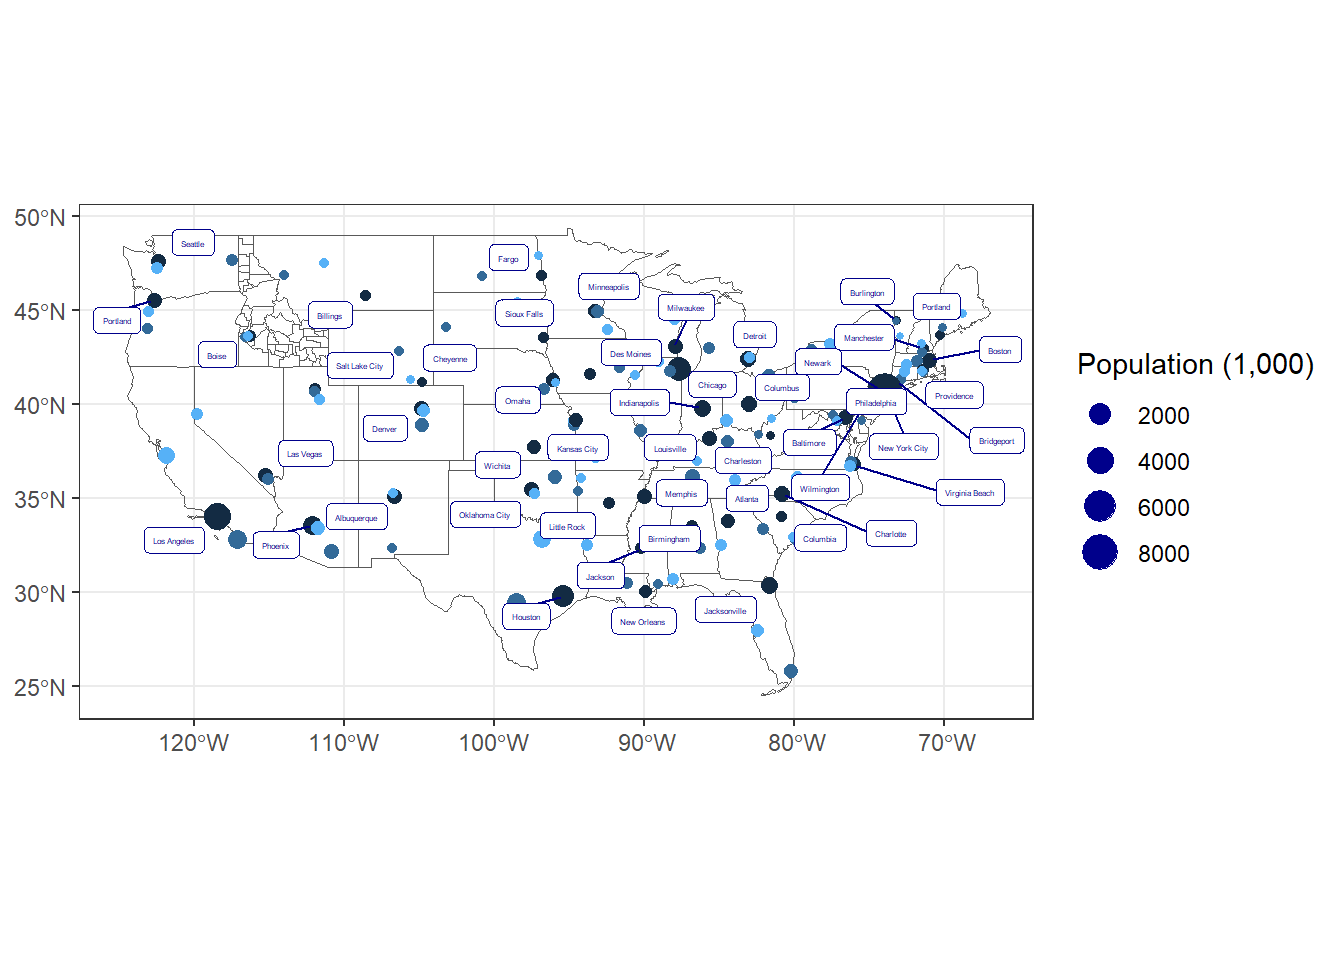 50°N
45°N
40°N
35°N
30°N
25°N
120°W
110°W
100°W
90°W
80°W
70°W
Seattle
Fargo
Minneapolis
Burlington
Portland
Milwaukee
Portland
Billings
Sioux Falls
Detroit
Manchester
Boston
Boise
Salt Lake City
Cheyenne
Des Moines
Newark
Chicago
Columbus
Providence
Omaha
Indianapolis
Philadelphia
Denver
Las Vegas
Kansas City
Louisville
Baltimore
New York City
Bridgeport
Wichita
Charleston
Memphis
Atlanta
Wilmington
Virginia Beach
Albuquerque
Oklahoma City
Little Rock
Los Angeles
Phoenix
Birmingham
Columbia
Charlotte
Jackson
Houston
New Orleans
Jacksonville
Population (1,000)
2000
4000
6000
8000